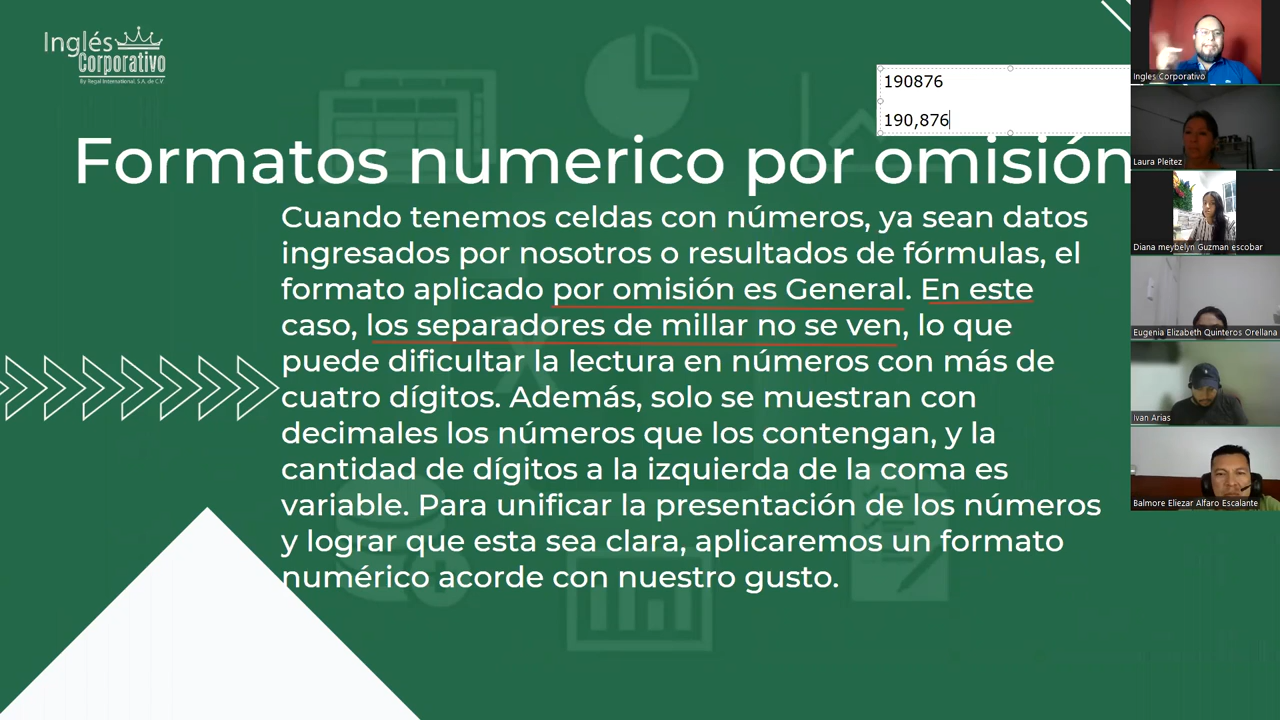 Inglés
Corporativo
By Regal International, S.A. de C.V.
190876
190,876
Formatos numerico por omisión
Cuando tenemos celdas con números, ya sean datos
ingresados por nosotros o resultados de fórmulas, el
formato aplicado por omisión es General. En este
caso, los separadores de millar no se ven, lo que
puede dificultar la lectura en números con más de
cuatro dígitos. Además, solo se muestran con
decimales los números que los contengan, y la
cantidad de dígitos a la izquierda de la coma es
variable. Para unificar la presentación de los números
y lograr que esta sea clara, aplicaremos un formato
numérico acorde con nuestro gusto.
Ingles Corporativo
Laura Pleitez
Diana meybelyn Guzman escobar
Eugenia Elizabeth Quinteros Orellana
Ivan Arias
Balmore Eliezar Alfaro Escalante